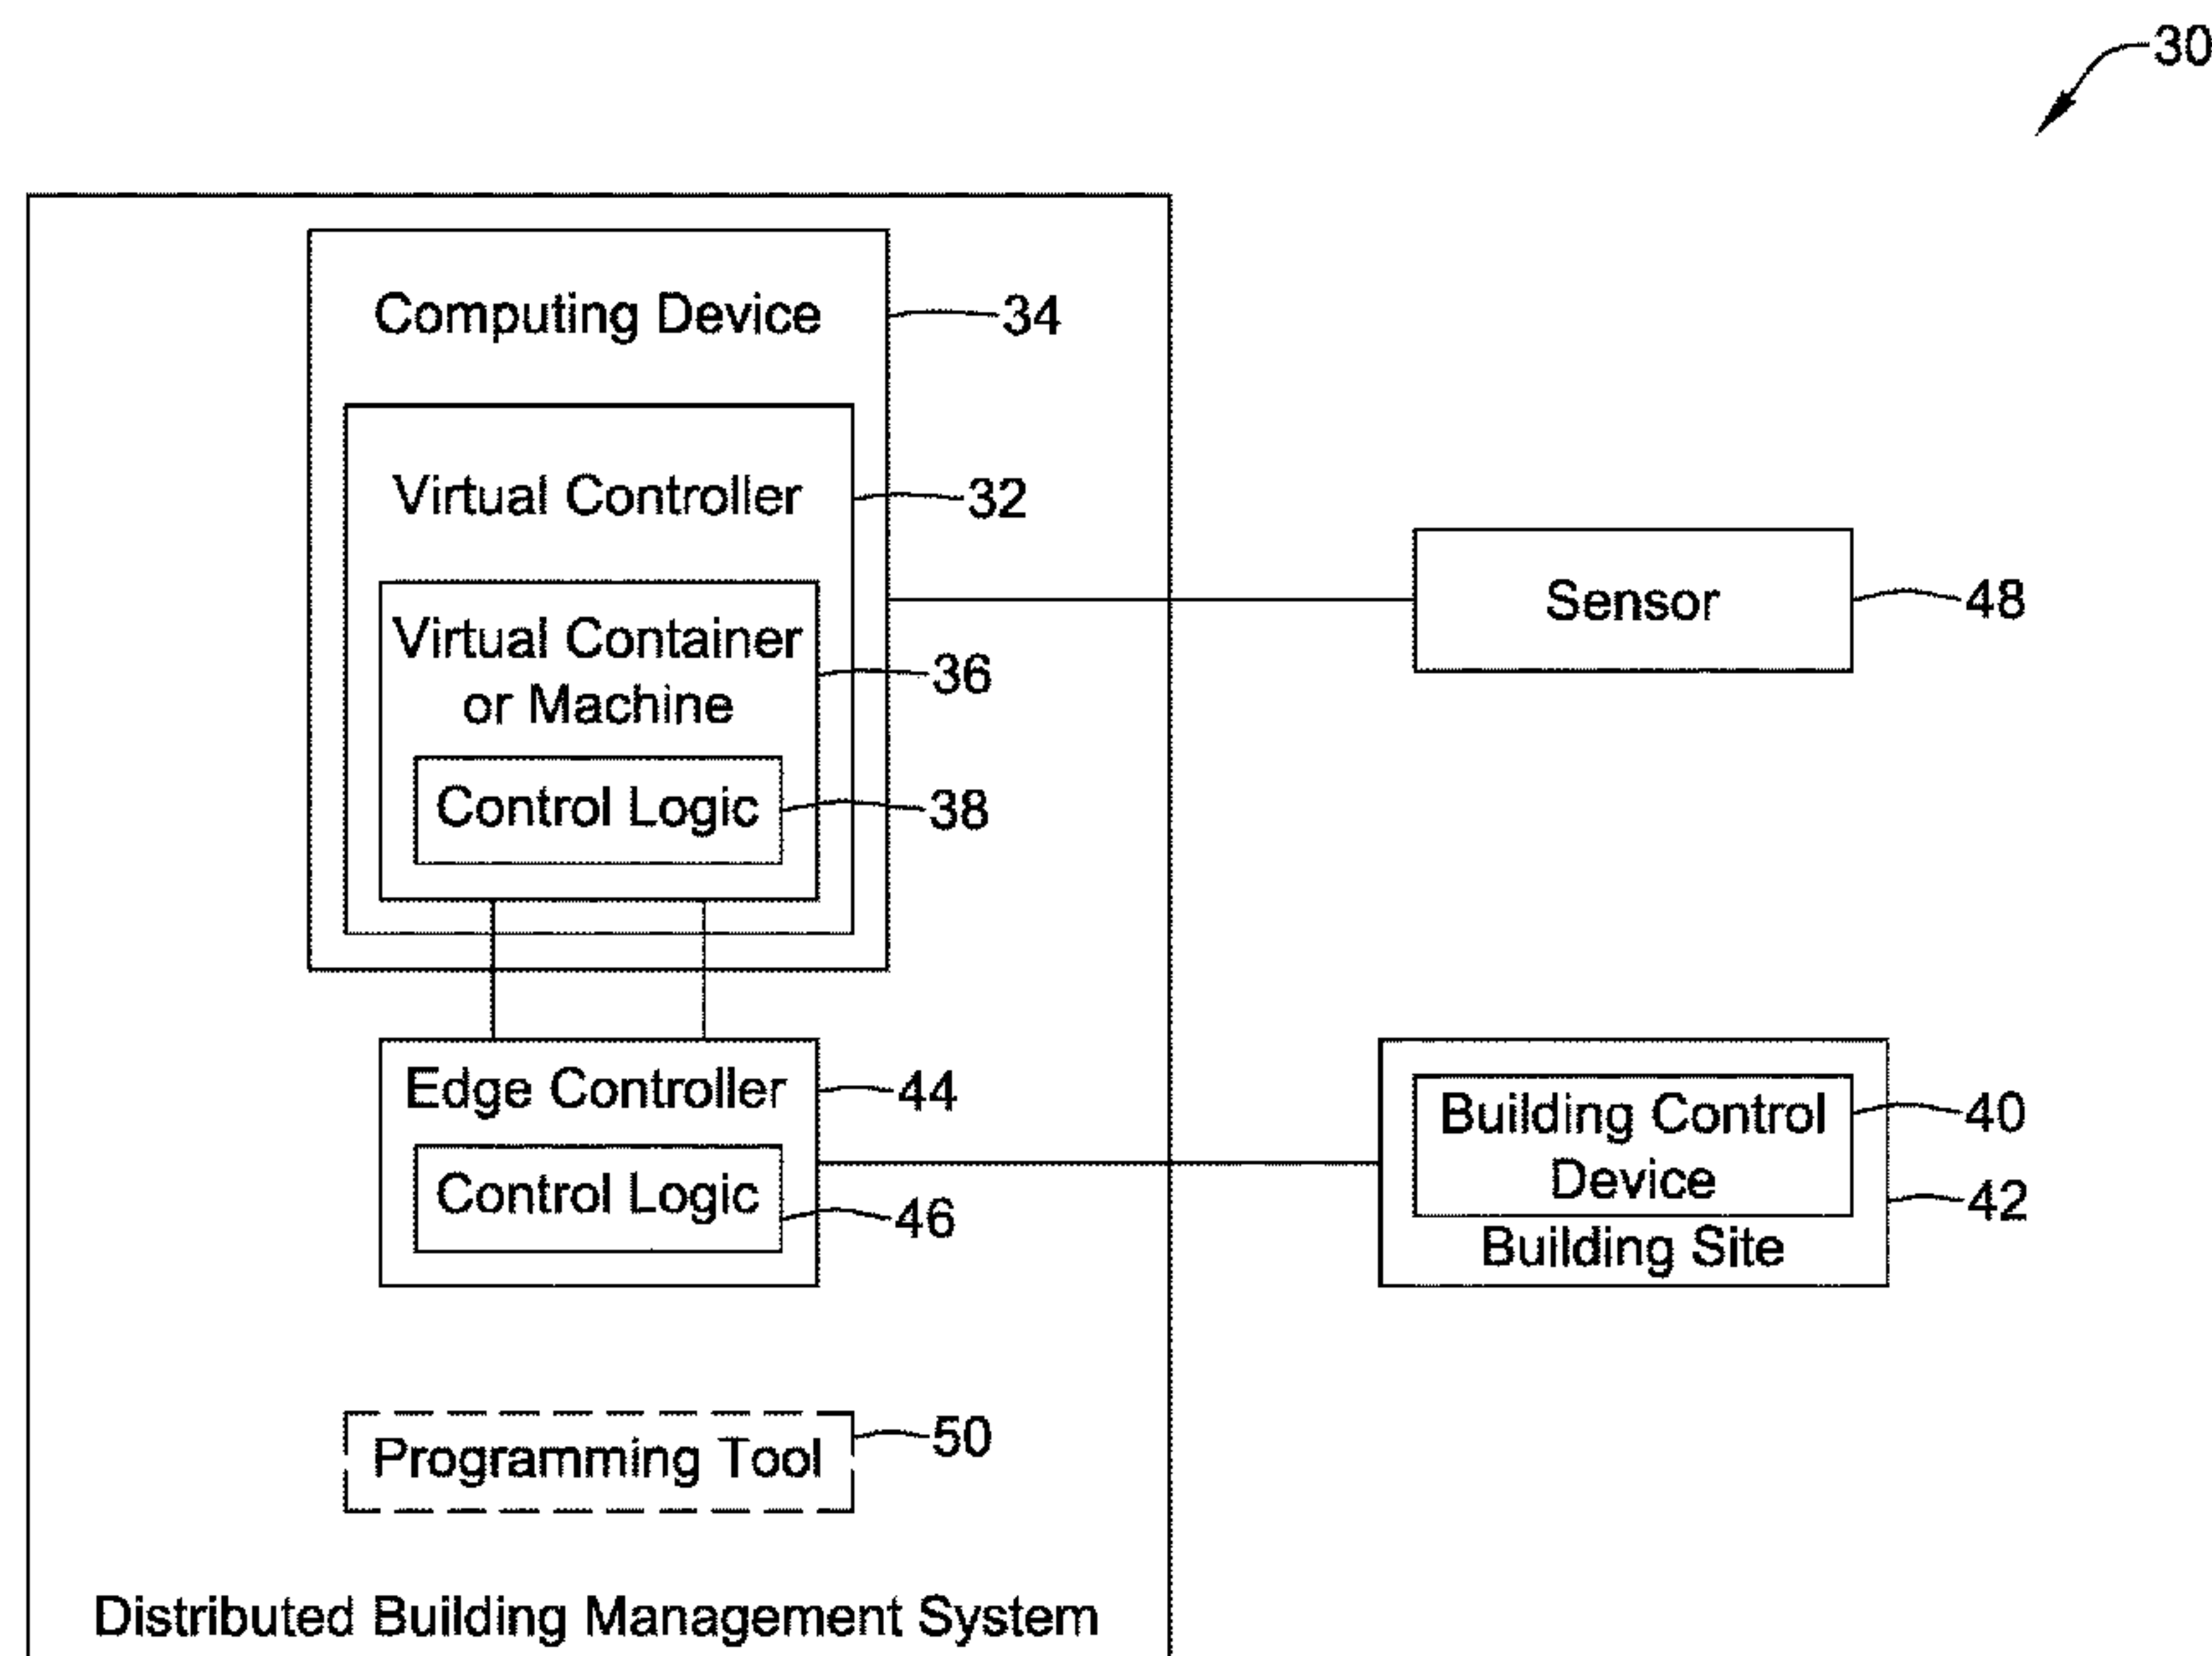 30
Computing Device
34
Virtual Controller
32
Virtual Container
or Machine
36
Control Logic
38
Sensor
48
Edge Controller
44
Control Logic
46
Building Control
Device
40
Building Site
42
Programming Tool
50
Distributed Building Management System